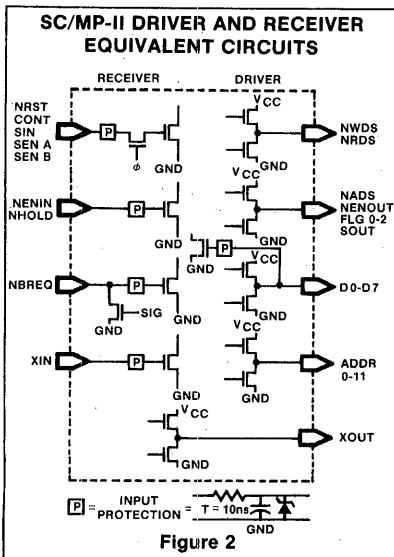 SC/MP-II DRIVER AND RECEIVER
EQUIVALENT CIRCUITS
RECEIVER
DRIVER
NRST
CONT
SIN
SEN A
SEN B
P
φ
GND
VCC
GND
NWDS
NRDS
NENIN
NHOLD
P
GND
VCC
GND
NADS
NENOUT
FLG 0-2
SOUT
GND
P
NBREQ
P
GND
SIG
GND
VCC
GND
D0-D7
XIN
P
GND
VCC
GND
ADDR
0-11
VCC
GND
XOUT
P = INPUT
PROTECTION =
T = 10ns
GND
Figure 2